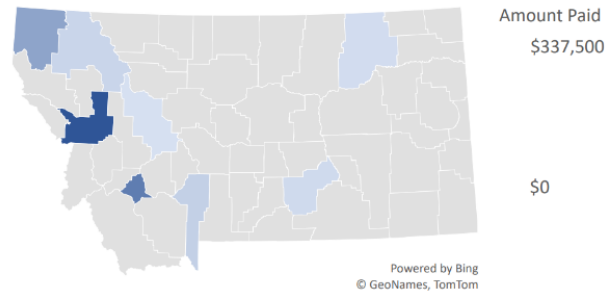 Amount Paid
$337,500
$0
Powered by Bing
© GeoNames, TomTom